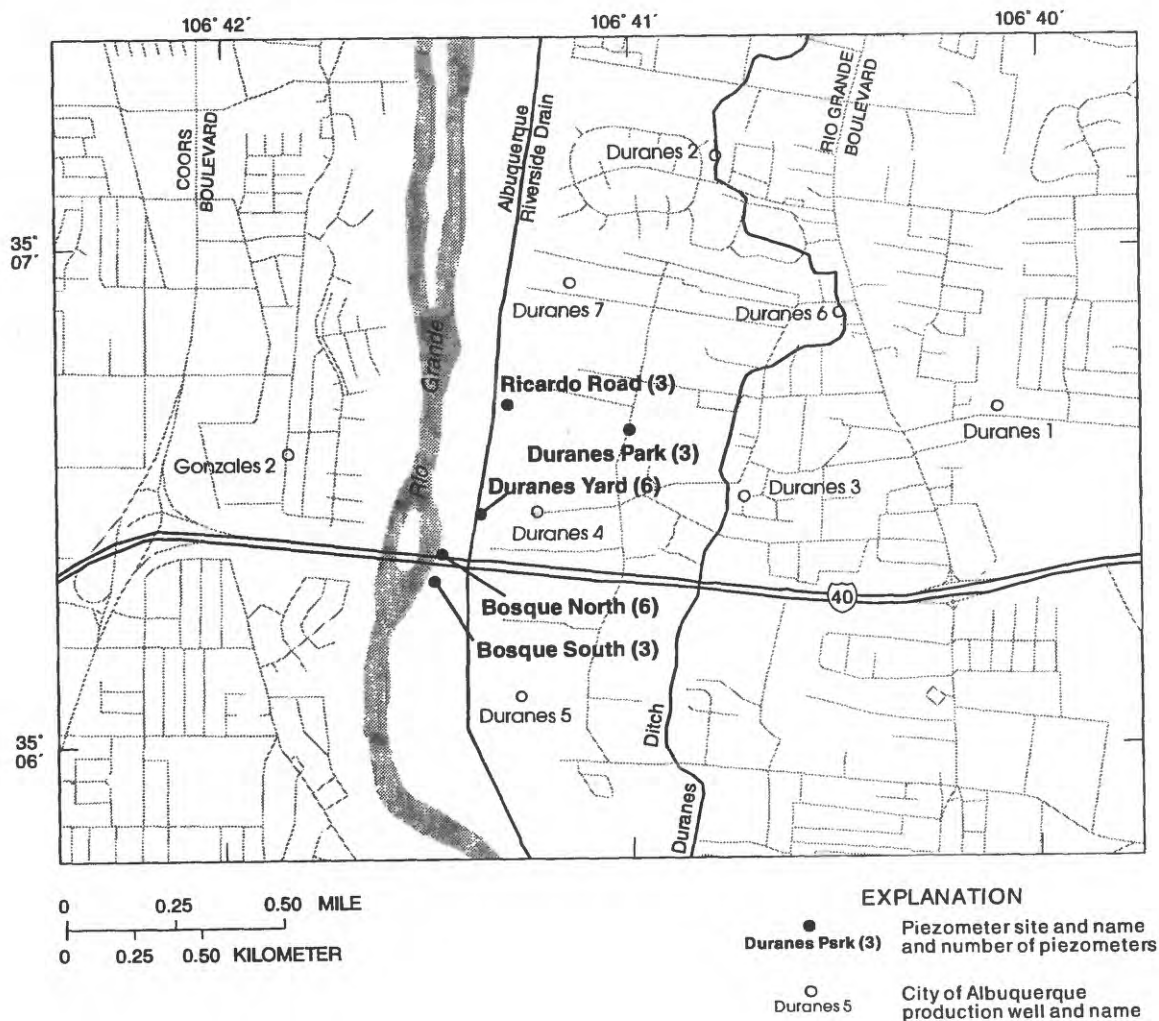 106° 42′
106° 41′
106° 40′
COORS
BOULEVARD
Albuquerque
Riverside Drain
RIO GRANDE
BOULEVARD
Duranes 2
35°
07′
Duranes 7
Duranes 6
Rio Grande
Ricardo Road (3)
Duranes Park (3)
Duranes 1
Gonzales 2
Duranes Yard (6)
Duranes 3
Duranes 4
40
Bosque North (6)
Bosque South (3)
Duranes 5
35°
06′
Duranes Ditch
0 0.25 0.50 MILE
0 0.25 0.50 KILOMETER
EXPLANATION
Piezometer site and name
Duranes Psrk (3) and number of piezometers
City of Albuquerque
Duranes 5 production well and name